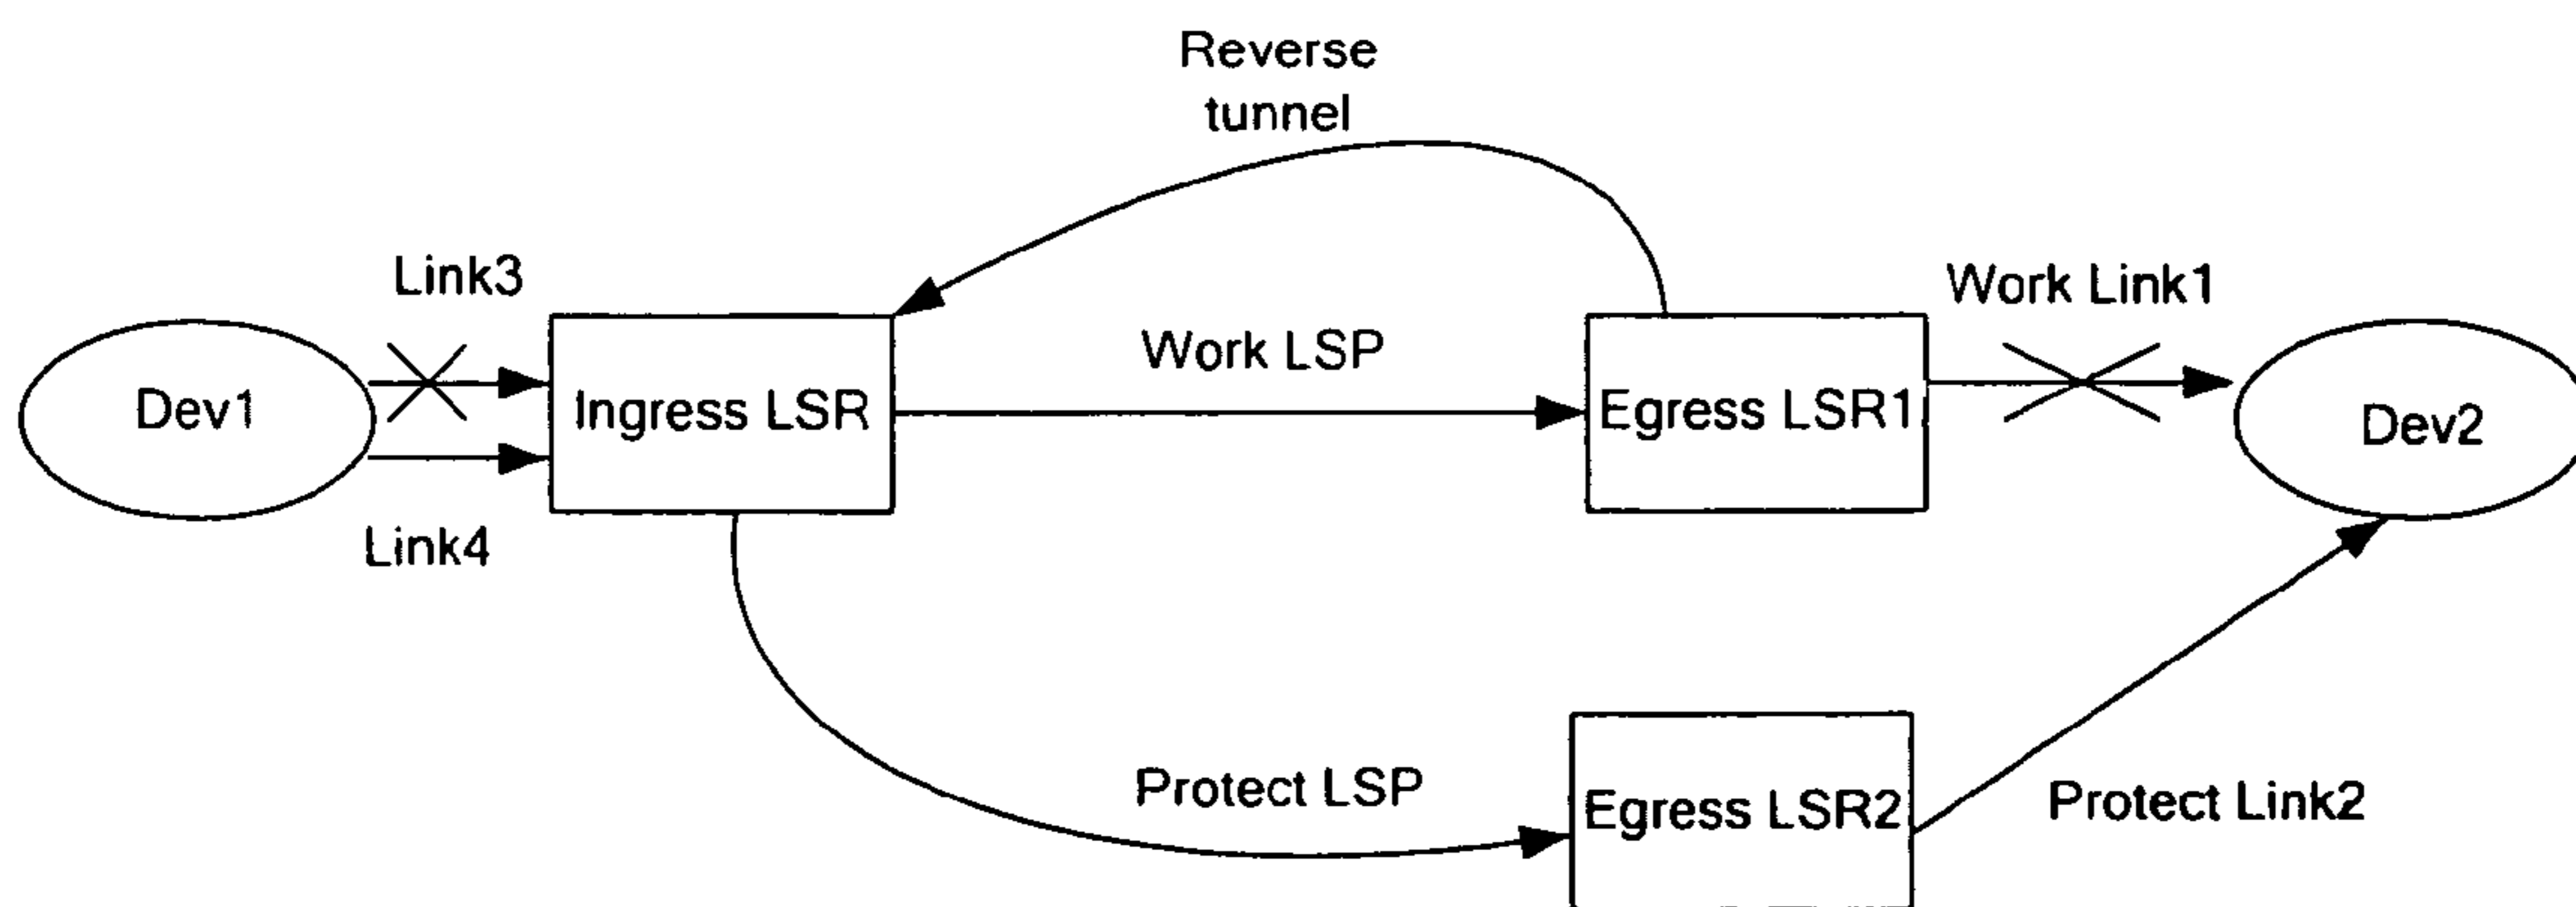 Reverse
tunnel
Link3
Work Link1
Work LSP
Dev1
Ingress LSR
Egress LSR1
Dev2
Link4
Protect LSP
Egress LSR2
Protect Link2